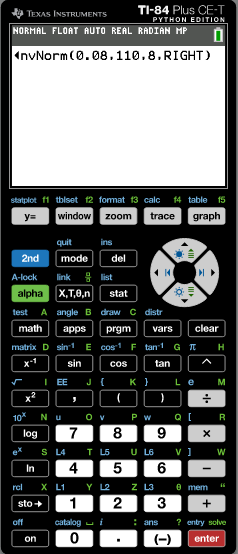 TEXAS INSTRUMENTS
TI-84 Plus CE-T
PYTHON EDITION
NORMAL FLOAT AUTO REAL RADIAN MP
nvNorm(0.08,110,8,RIGHT)
statplot f1 tblset f2 format f3 calc f4 table f5
y= window zoom trace graph
quit ins
2nd mode del
A-lock link list
alpha X,T,θ,n stat
test A angle B draw C distr
math apps prgm vars clear
matrix D sin⁻¹ E cos⁻¹ F tan⁻¹ G π H
x⁻¹ sin cos tan ^
√ I EE J { K } L e M
x² , ( ) ÷
10ˣ N u O v P w Q [ R
log 7 8 9 ×
eˣ S L4 T L5 U L6 V ] W
ln 4 5 6 −
rcl X L1 Y L2 Z L3 θ mem "
sto→ 1 2 3 +
off catalog i : ans ? entry solve
on 0 . (−) enter